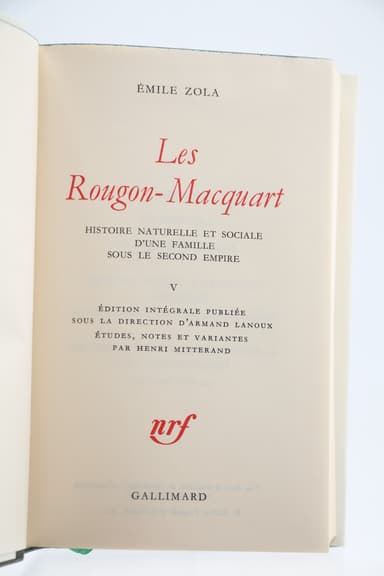 ÉMILE ZOLA
Les
Rougon-Macquart
HISTOIRE NATURELLE ET SOCIALE
D'UNE FAMILLE
SOUS LE SECOND EMPIRE
V
ÉDITION INTÉGRALE PUBLIÉE
SOUS LA DIRECTION D'ARMAND LANOUX
ÉTUDES, NOTES ET VARIANTES
PAR HENRI MITTERAND
nrf
GALLIMARD